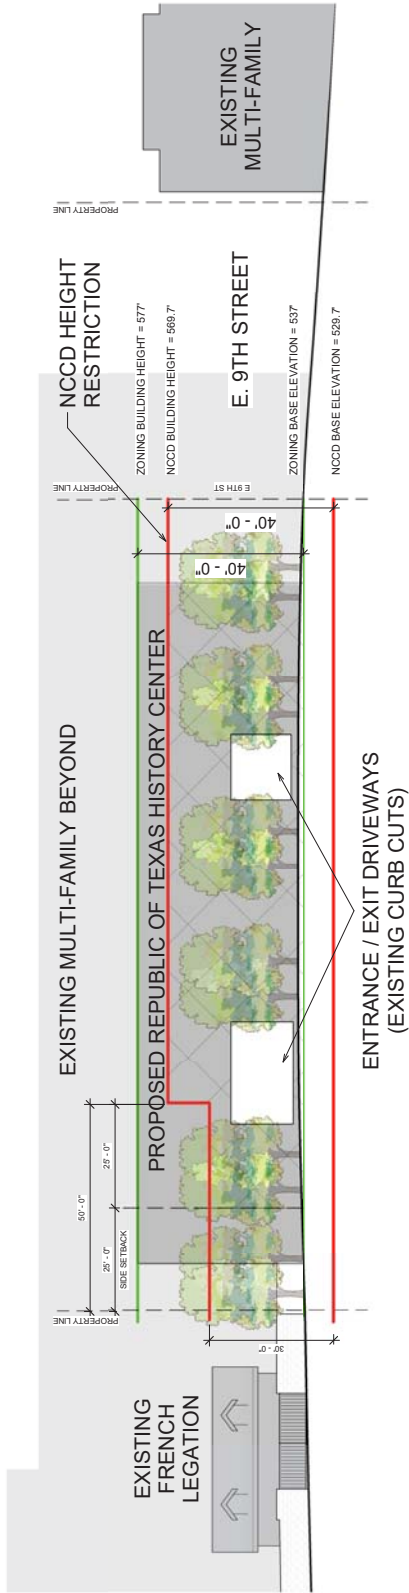 EXISTING
FRENCH
LEGATION
PROPERTY LINE
30' - 0"
50' - 0"
25' - 0"
25' - 0"
SIDE SETBACK
EXISTING MULTI-FAMILY BEYOND
PROPOSED REPUBLIC OF TEXAS HISTORY CENTER
ENTRANCE / EXIT DRIVEWAYS
(EXISTING CURB CUTS)
40' - 0"
40' - 0"
NCCD HEIGHT
RESTRICTION
PROPERTY LINE
E 9TH ST
ZONING BUILDING HEIGHT = 577'
NCCD BUILDING HEIGHT = 569.7'
E. 9TH STREET
ZONING BASE ELEVATION = 537'
NCCD BASE ELEVATION = 529.7'
PROPERTY LINE
EXISTING
MULTI-FAMILY